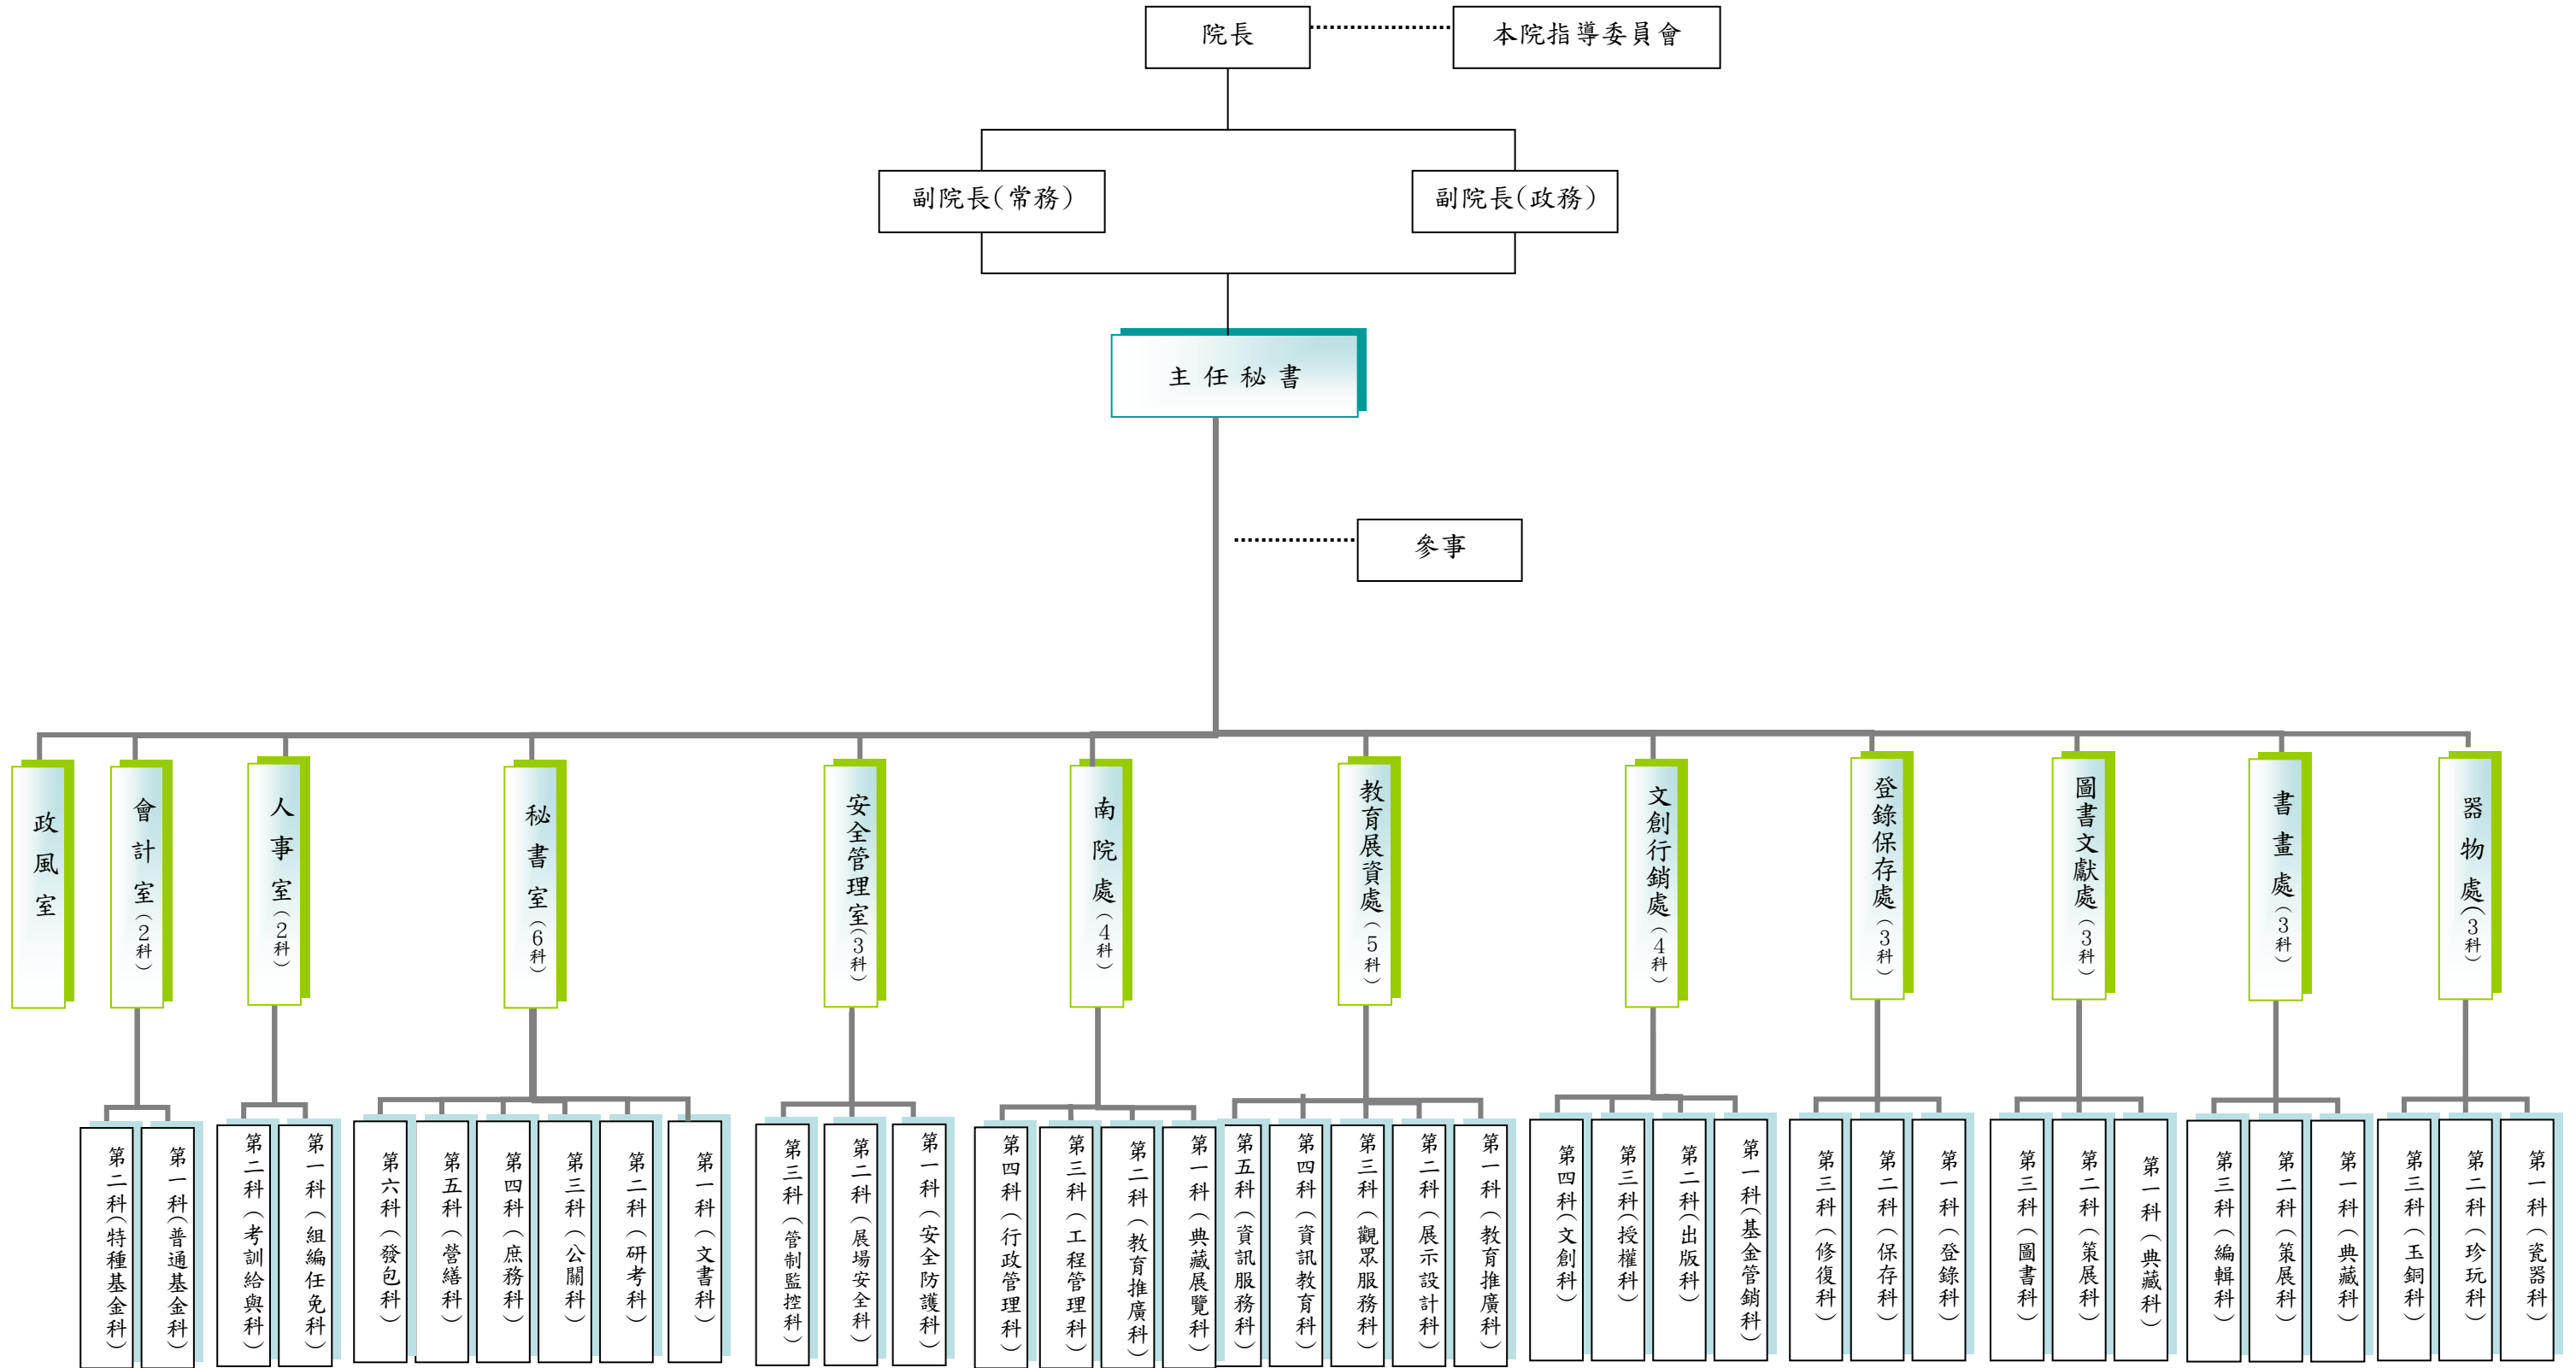 院長
本院指導委員會
副院長(常務)
副院長(政務)
主任秘書
參事
政風室
會計室(2科)
人事室(2科)
秘書室(6科)
安全管理室(3科)
南院處(4科)
教育展資處(5科)
文創行銷處(4科)
登錄保存處(3科)
圖書文獻處(3科)
書畫處(3科)
器物處(3科)
第二科(特種基金科)
第一科(普通基金科)
第二科(考訓給與科)
第一科(組編任免科)
第六科(發包科)
第五科(營繕科)
第四科(庶務科)
第三科(公關科)
第二科(研考科)
第一科(文書科)
第三科(管制監控科)
第二科(展場安全科)
第一科(安全防護科)
第四科(行政管理科)
第三科(工程管理科)
第二科(教育推廣科)
第一科(典藏展覽科)
第五科(資訊服務科)
第四科(資訊教育科)
第三科(觀眾服務科)
第二科(展示設計科)
第一科(教育推廣科)
第四科(文創科)
第三科(授權科)
第二科(出版科)
第一科(基金管銷科)
第三科(修復科)
第二科(保存科)
第一科(登錄科)
第三科(圖書科)
第二科(策展科)
第一科(典藏科)
第三科(編輯科)
第二科(策展科)
第一科(典藏科)
第三科(玉銅科)
第二科(珍玩科)
第一科(瓷器科)